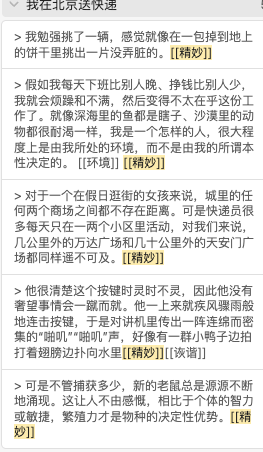 我在北京送快递
> 我勉强挑了一辆，感觉就像在一包掉到地上
的饼干里挑出一片没弄脏的。[[精妙]]
> 假如我每天下班比别人晚、挣钱比别人少，
我就会烦躁和不满，然后变得不太在乎这份工
作了。就像深海里的鱼都是瞎子、沙漠里的动
物都很耐渴一样，我是一个怎样的人，很大程
度上是由我所处的环境，而不是由我的所谓本
性决定的。 [[环境]] [[精妙]]
> 对于一个在假日逛街的女孩来说，城里的任
何两个商场之间都不存在距离。可是快递员很
多每天只在一两个小区里活动，对我们来说，
几公里外的万达广场和几十公里外的天安门广
场都同样遥不可及。[[精妙]]
> 他很清楚这个按键时灵时不灵，因此他没有
奢望事情会一蹴而就。他一上来就疾风骤雨般
地连击按键，于是对讲机里传出一阵连绵而密
集的“啪叽”“啪叽”声，好像有一群小鸭子边拍
打着翅膀边扑向水里[[精妙]][[诙谐]]
> 可是不管捕获多少，新的老鼠总是源源不断
地涌现。这让人不由感慨，相比于个体的智力
或敏捷，繁殖力才是物种的决定性优势。[[精
妙]]